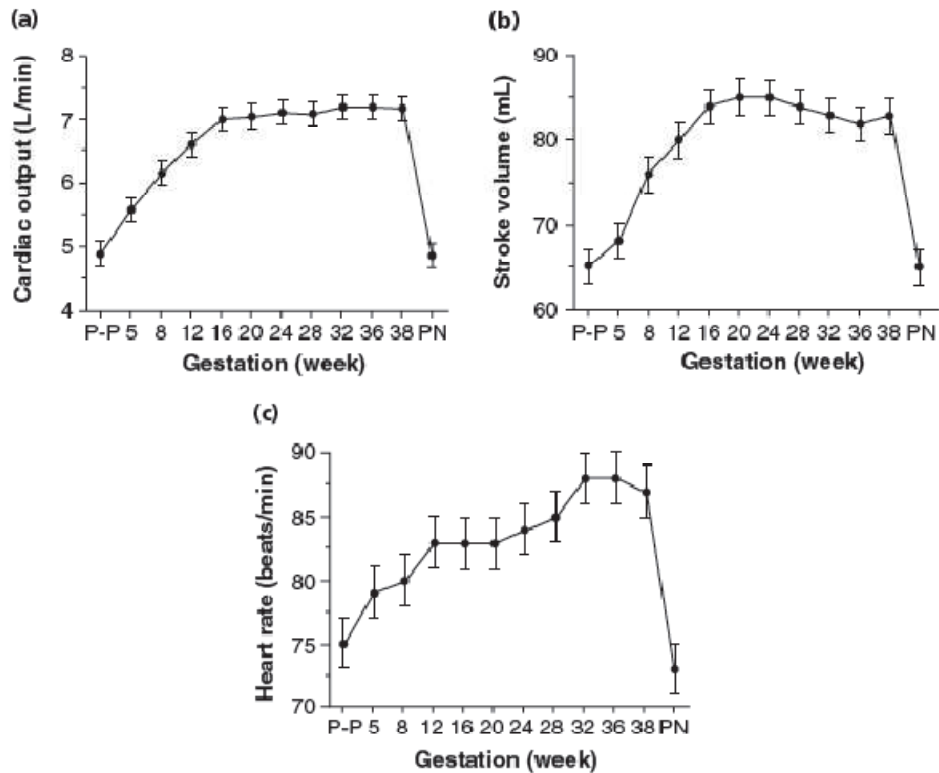 (a)
Cardiac output (L/min)
8
7
6
5
4
P-P 5 8 12 16 20 24 28 32 36 38 PN
Gestation (week)
(b)
Stroke volume (mL)
90
80
70
60
P-P 5 8 12 16 20 24 28 32 36 38 PN
Gestation (week)
(c)
Heart rate (beats/min)
90
85
80
75
70
P-P 5 8 12 16 20 24 28 32 36 38 PN
Gestation (week)